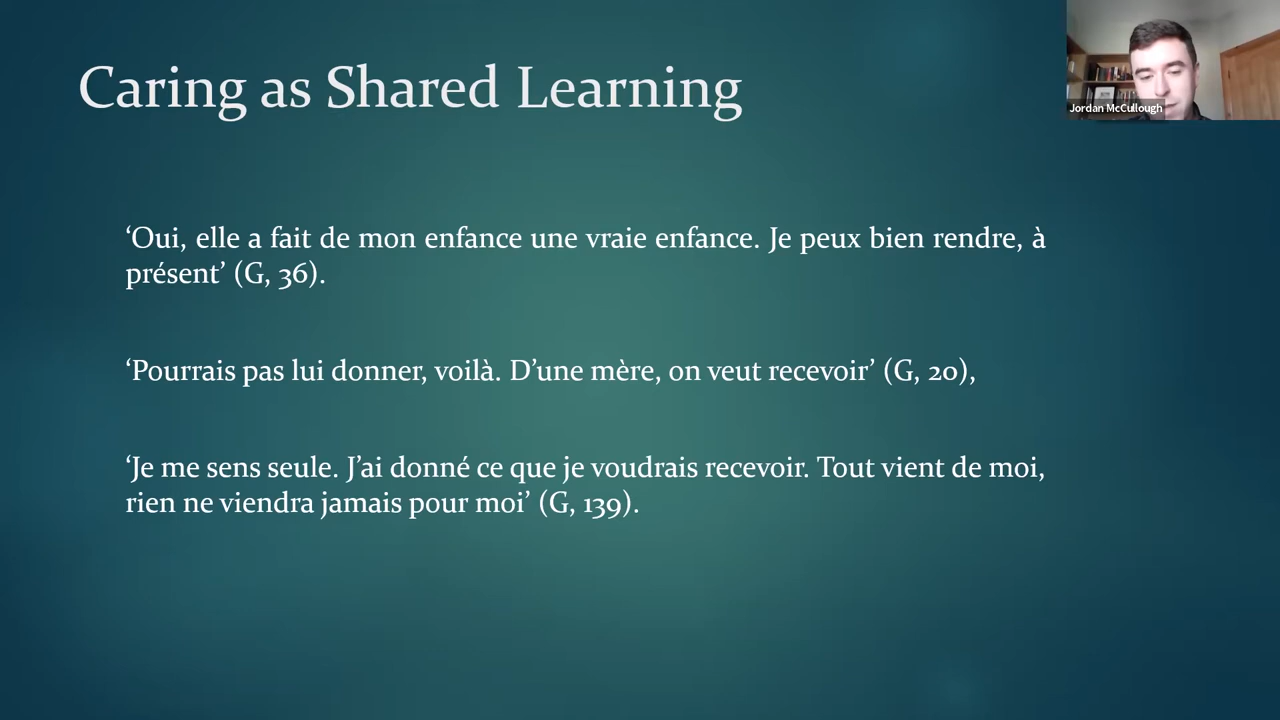 Caring as Shared Learning
Jordan McCullough
‘Oui, elle a fait de mon enfance une vraie enfance. Je peux bien rendre, à
présent’ (G, 36).
‘Pourrais pas lui donner, voilà. D’une mère, on veut recevoir’ (G, 20),
‘Je me sens seule. J’ai donné ce que je voudrais recevoir. Tout vient de moi,
rien ne viendra jamais pour moi’ (G, 139).